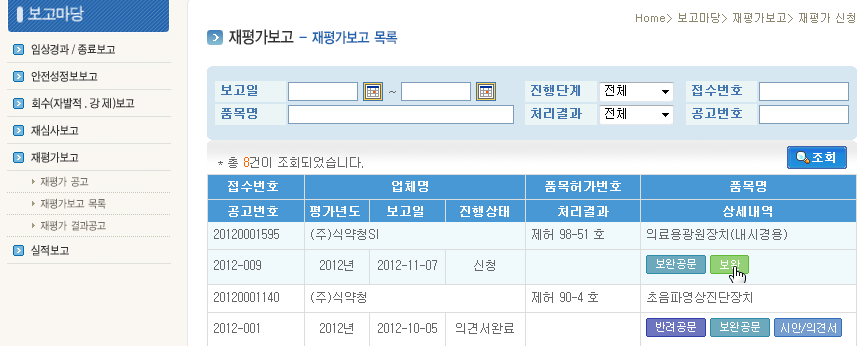 보고마당
임상경과 / 종료보고
안전성정보보고
회수(자발적 , 강 제)보고
재심사보고
재평가보고
재평가 공고
재평가보고 목록
재평가 결과공고
실적보고
Home> 보고마당> 재평가보고> 재평가 신청
재평가보고 - 재평가보고 목록
보고일 ~ 진행단계 전체 접수번호
품목명 처리결과 전체 공고번호
* 총 8건이 조회되었습니다. 조회
접수번호 업체명 품목허가번호 품목명
공고번호 평가년도 보고일 진행상태 처리결과 상세내역
20120001595 (주)식약청SI 제허 98-51 호 의료용광원장치(내시경용)
2012-009 2012년 2012-11-07 신청 보완공문 보완
20120001140 (주)식약청 제허 90-4 호 초음파영상진단장치
2012-001 2012년 2012-10-05 의견서완료 반려공문 보완공문 시안/의견서